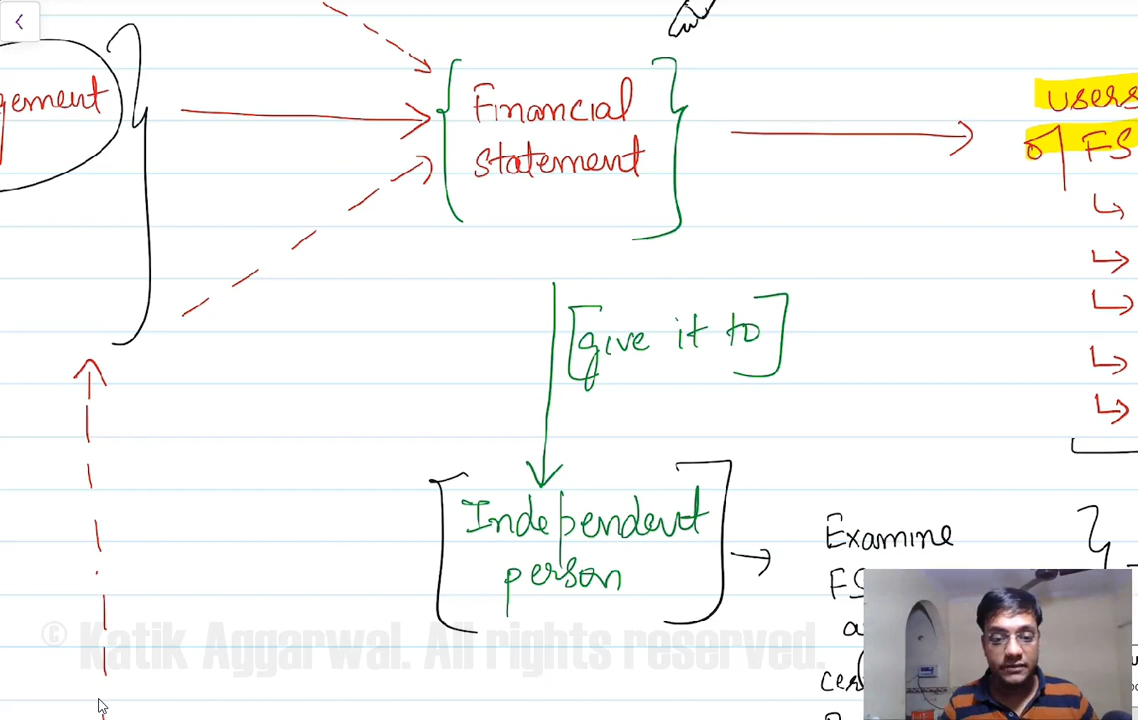 gement
Financial
statement
users
of FS
[give it to]
Independent
person
Examine
FS
© Katik Aggarwal. All rights reserved.